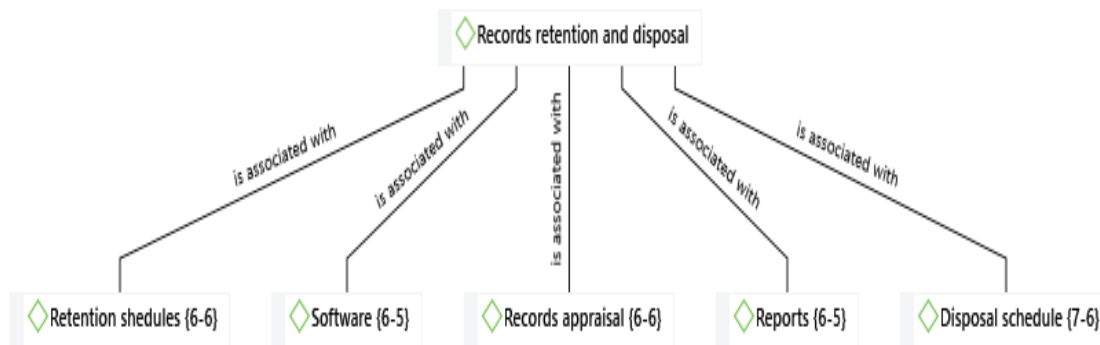 Records retention and disposal
is associated with
is associated with
is associated with
is associated with
is associated with
Retention shedules {6-6}
Software {6-5}
Records appraisal {6-6}
Reports {6-5}
Disposal schedule {7-6}